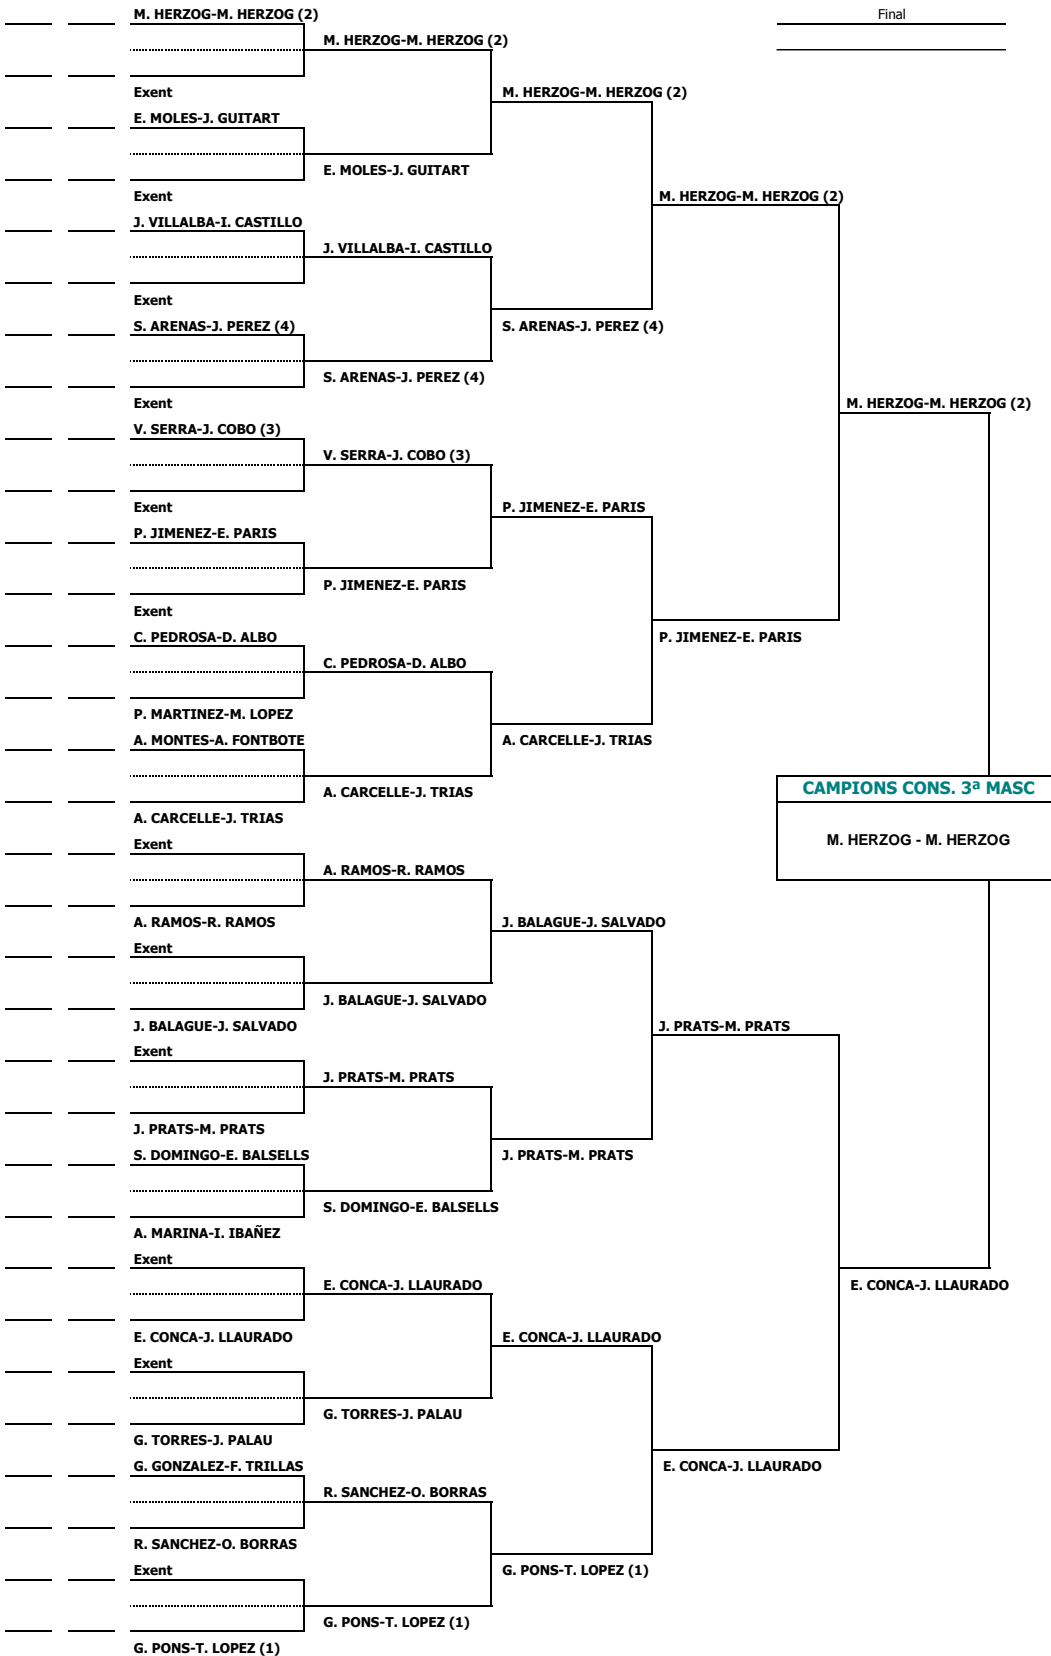 M. HERZOG-M. HERZOG (2)
Final
M. HERZOG-M. HERZOG (2)
Exent
M. HERZOG-M. HERZOG (2)
E. MOLES-J. GUITART
E. MOLES-J. GUITART
Exent
M. HERZOG-M. HERZOG (2)
J. VILLALBA-I. CASTILLO
J. VILLALBA-I. CASTILLO
Exent
S. ARENAS-J. PEREZ (4)
S. ARENAS-J. PEREZ (4)
S. ARENAS-J. PEREZ (4)
Exent
M. HERZOG-M. HERZOG (2)
V. SERRA-J. COBO (3)
V. SERRA-J. COBO (3)
Exent
P. JIMENEZ-E. PARIS
P. JIMENEZ-E. PARIS
P. JIMENEZ-E. PARIS
Exent
C. PEDROSA-D. ALBO
P. JIMENEZ-E. PARIS
C. PEDROSA-D. ALBO
P. MARTINEZ-M. LOPEZ
A. MONTES-A. FONTBOTE
A. CARCELLE-J. TRIAS
CAMPIONS CONS. 3ª MASC
A. CARCELLE-J. TRIAS
A. CARCELLE-J. TRIAS
M. HERZOG - M. HERZOG
Exent
A. RAMOS-R. RAMOS
A. RAMOS-R. RAMOS
J. BALAGUE-J. SALVADO
Exent
J. BALAGUE-J. SALVADO
J. BALAGUE-J. SALVADO
J. PRATS-M. PRATS
Exent
J. PRATS-M. PRATS
J. PRATS-M. PRATS
S. DOMINGO-E. BALSELLS
J. PRATS-M. PRATS
S. DOMINGO-E. BALSELLS
A. MARINA-I. IBAÑEZ
Exent
E. CONCA-J. LLAURADO
E. CONCA-J. LLAURADO
E. CONCA-J. LLAURADO
E. CONCA-J. LLAURADO
Exent
G. TORRES-J. PALAU
G. TORRES-J. PALAU
G. GONZALEZ-F. TRILLAS
E. CONCA-J. LLAURADO
R. SANCHEZ-O. BORRAS
R. SANCHEZ-O. BORRAS
Exent
G. PONS-T. LOPEZ (1)
G. PONS-T. LOPEZ (1)
G. PONS-T. LOPEZ (1)